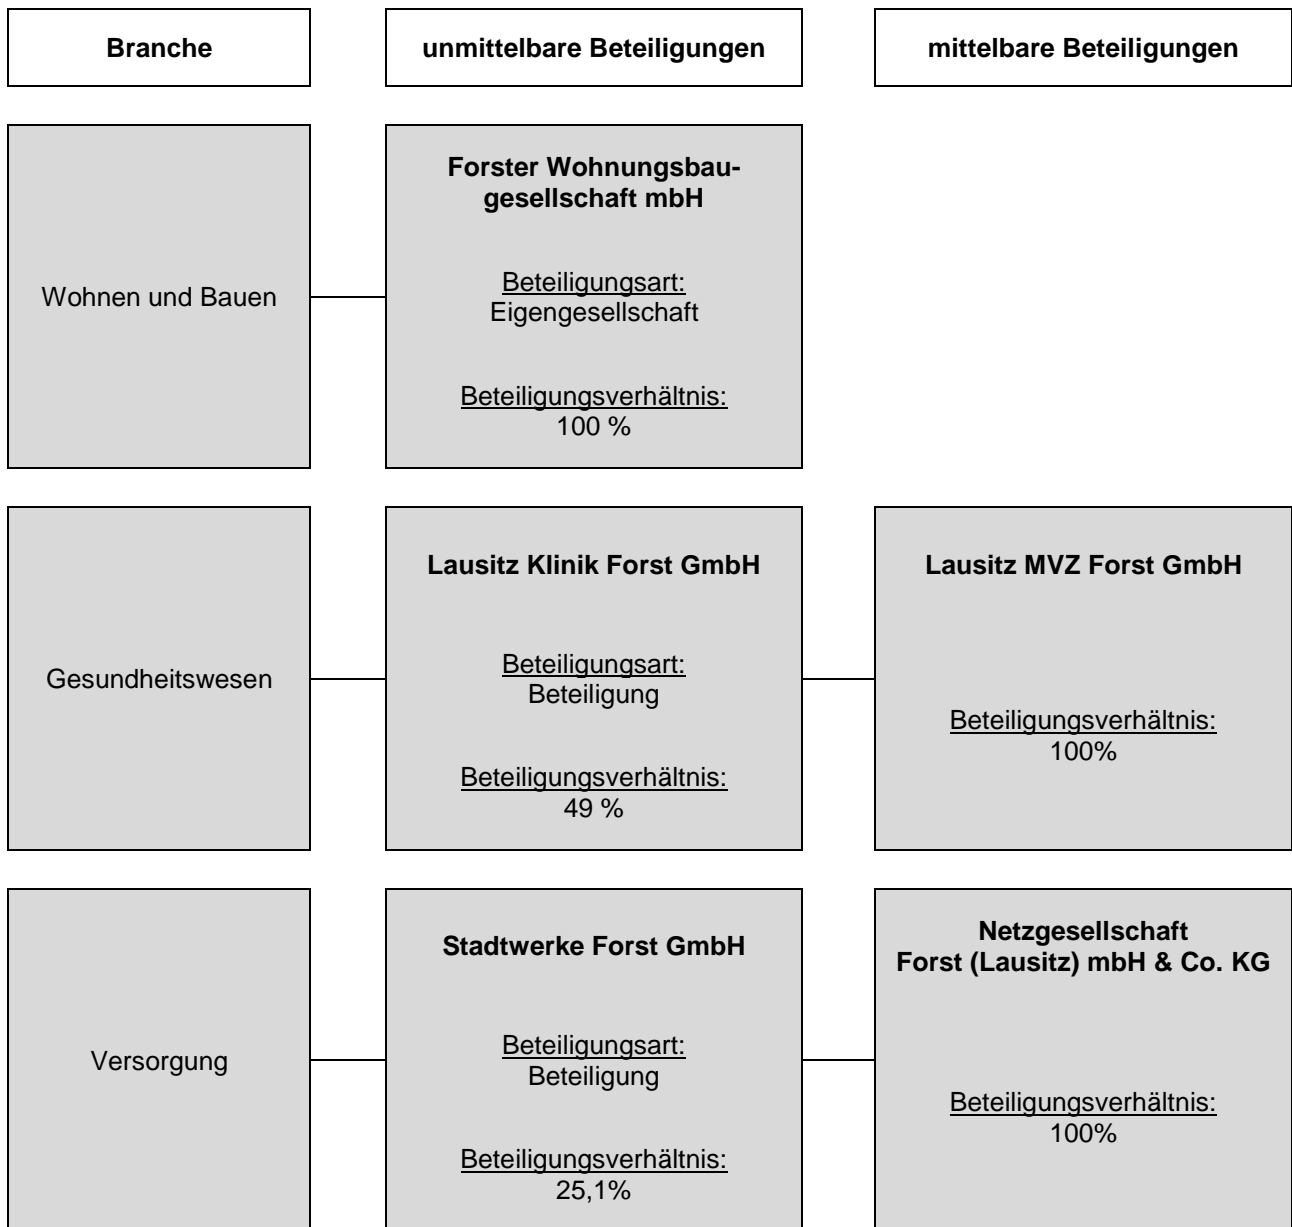 Branche
unmittelbare Beteiligungen
mittelbare Beteiligungen
Wohnen und Bauen
Forster Wohnungsbau-
gesellschaft mbH
Beteiligungsart:
Eigengesellschaft
Beteiligungsverhältnis:
100 %
Gesundheitswesen
Lausitz Klinik Forst GmbH
Beteiligungsart:
Beteiligung
Beteiligungsverhältnis:
49 %
Lausitz MVZ Forst GmbH
Beteiligungsverhältnis:
100%
Versorgung
Stadtwerke Forst GmbH
Beteiligungsart:
Beteiligung
Beteiligungsverhältnis:
25,1%
Netzgesellschaft
Forst (Lausitz) mbH & Co. KG
Beteiligungsverhältnis:
100%